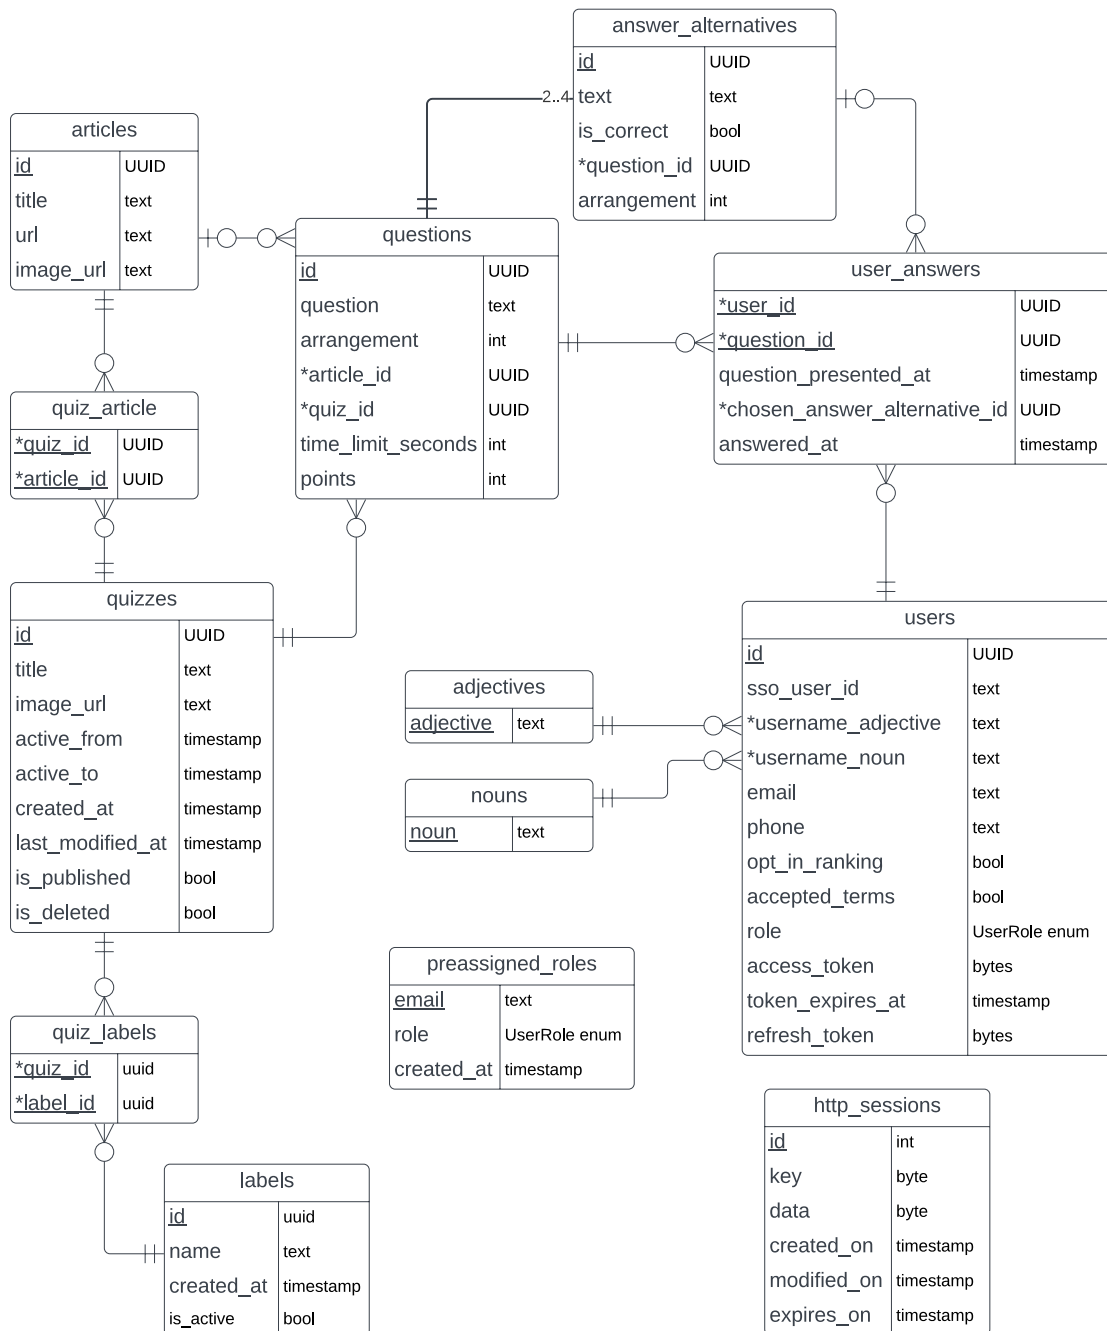 answer_alternatives
id UUID
text text
is_correct bool
*question_id UUID
arrangement int
2..4
articles
id UUID
title text
url text
image_url text
questions
id UUID
question text
arrangement int
*article_id UUID
*quiz_id UUID
time_limit_seconds int
points int
user_answers
*user_id UUID
*question_id UUID
question_presented_at timestamp
*chosen_answer_alternative_id UUID
answered_at timestamp
quiz_article
*quiz_id UUID
*article_id UUID
quizzes
id UUID
title text
image_url text
active_from timestamp
active_to timestamp
created_at timestamp
last_modified_at timestamp
is_published bool
is_deleted bool
users
id UUID
sso_user_id text
*username_adjective text
*username_noun text
email text
phone text
opt_in_ranking bool
accepted_terms bool
role UserRole enum
access_token bytes
token_expires_at timestamp
refresh_token bytes
adjectives
adjective text
nouns
noun text
preassigned_roles
email text
role UserRole enum
created_at timestamp
quiz_labels
*quiz_id uuid
*label_id uuid
labels
id uuid
name text
created_at timestamp
is_active bool
http_sessions
id int
key byte
data byte
created_on timestamp
modified_on timestamp
expires_on timestamp